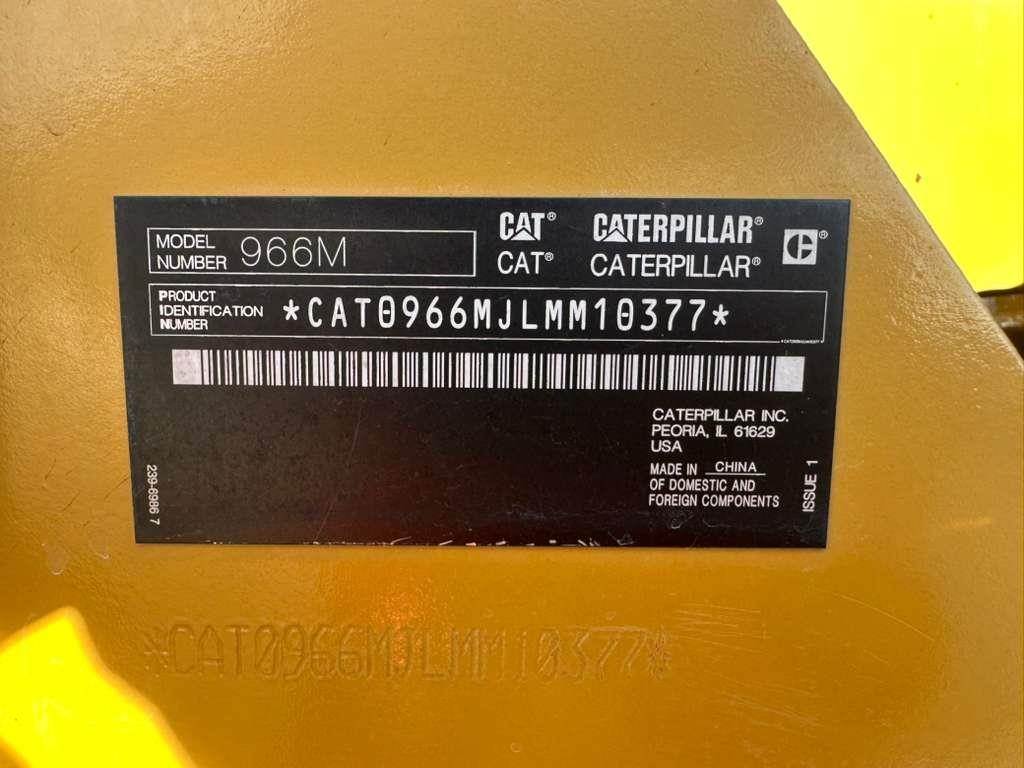 MODEL NUMBER 966M
CAT® CATERPILLAR®
CAT® CATERPILLAR®
PRODUCT IDENTIFICATION NUMBER *CAT0966MJLMM10377*
CATERPILLAR INC.
PEORIA, IL 61629
USA
MADE IN CHINA
OF DOMESTIC AND
FOREIGN COMPONENTS
239-6986 7
ISSUE 1
*CAT0966MJLMM10377*